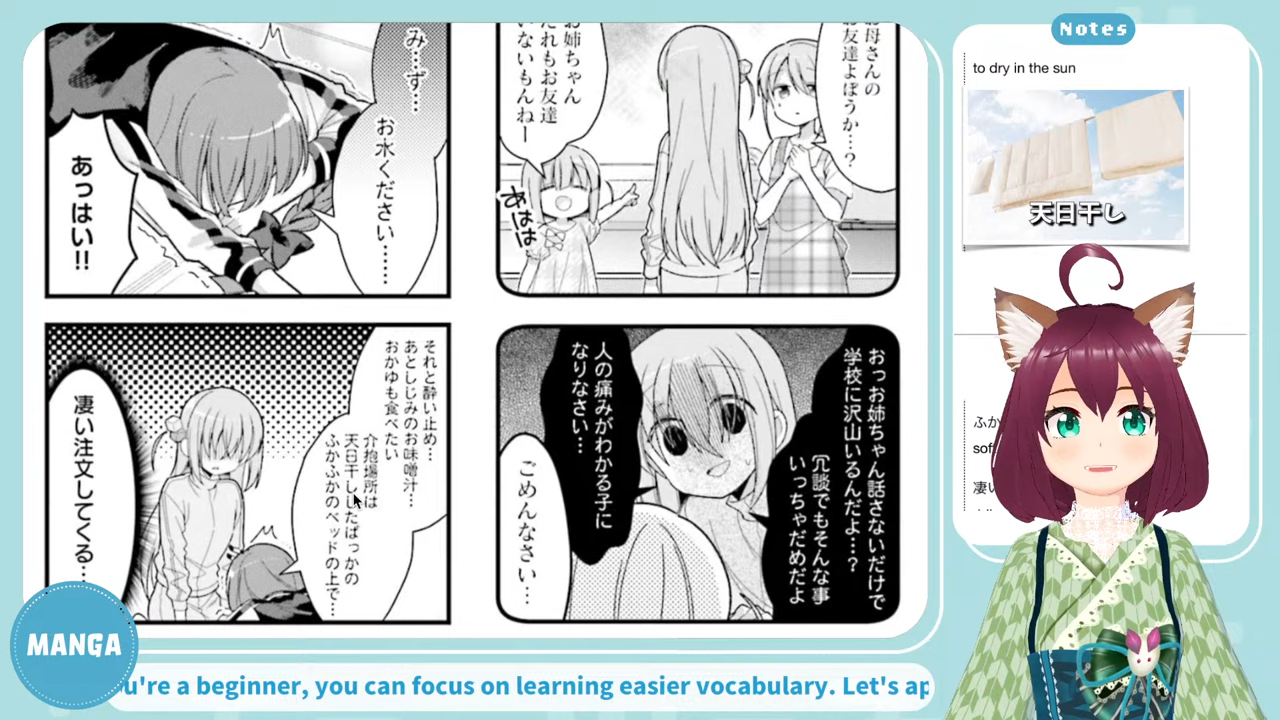 お母さんの
お友達よぼうか…？
お姉ちゃん
だれもお友達
いないもんねー
あはは
おっお姉ちゃん話さないだけで
学校に沢山いるんだよ…？
冗談でもそんな事
いっちゃだめだよ
人の痛みがわかる子に
なりなさい…
ごめんなさい…
み…ず…
お水ください……
あっはい!!
それと酔い止め…
あとしじみのお味噌汁…
おかゆも食べたい
介抱場所は
天日干ししたばっかの
ふかふかのベッドの上で…
凄い注文してくる…
Notes
to dry in the sun
天日干し
ふか
sof
凄い
MANGA
u're a beginner, you can focus on learning easier vocabulary. Let's ap